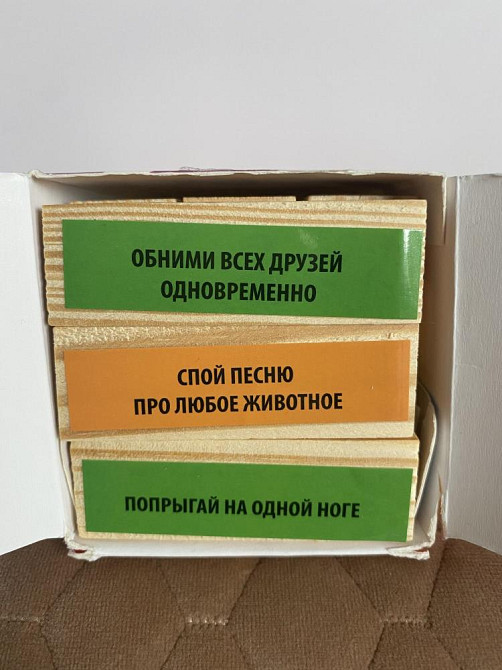 ОБНИМИ ВСЕХ ДРУЗЕЙ
ОДНОВРЕМЕННО
СПОЙ ПЕСНЮ
ПРО ЛЮБОЕ ЖИВОТНОЕ
ПОПРЫГАЙ НА ОДНОЙ НОГЕ